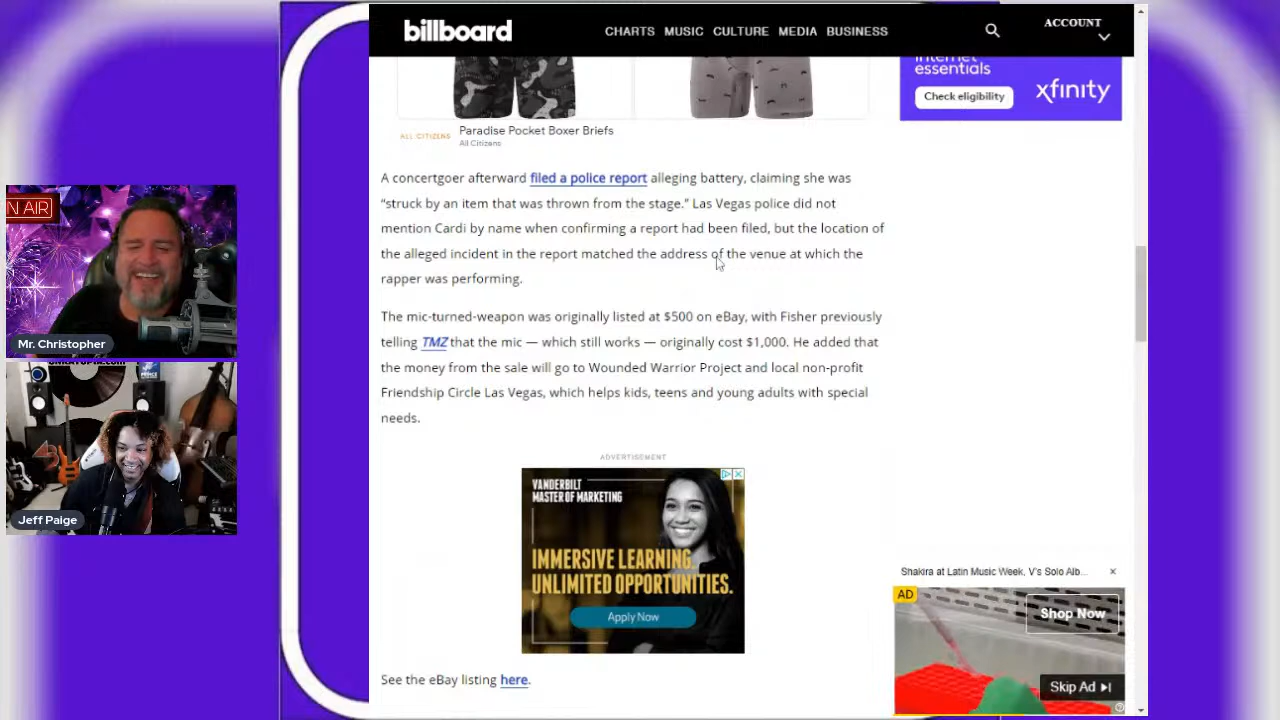 billboard
CHARTS MUSIC CULTURE MEDIA BUSINESS
ACCOUNT
internet
essentials
Check eligibility
xfinity
ALL CITIZENS
Paradise Pocket Boxer Briefs
All Citizens
A concertgoer afterward filed a police report alleging battery, claiming she was
“struck by an item that was thrown from the stage.” Las Vegas police did not
mention Cardi by name when confirming a report had been filed, but the location of
the alleged incident in the report matched the address of the venue at which the
rapper was performing.
The mic-turned-weapon was originally listed at $500 on eBay, with Fisher previously
telling TMZ that the mic — which still works — originally cost $1,000. He added that
the money from the sale will go to Wounded Warrior Project and local non-profit
Friendship Circle Las Vegas, which helps kids, teens and young adults with special
needs.
ADVERTISEMENT
VANDERBILT
MASTER OF MARKETING
IMMERSIVE LEARNING.
UNLIMITED OPPORTUNITIES.
Apply Now
See the eBay listing here.
Shakira at Latin Music Week, V's Solo Alb...
AD
Shop Now
Skip Ad
N AIR
Mr. Christopher
Jeff Paige